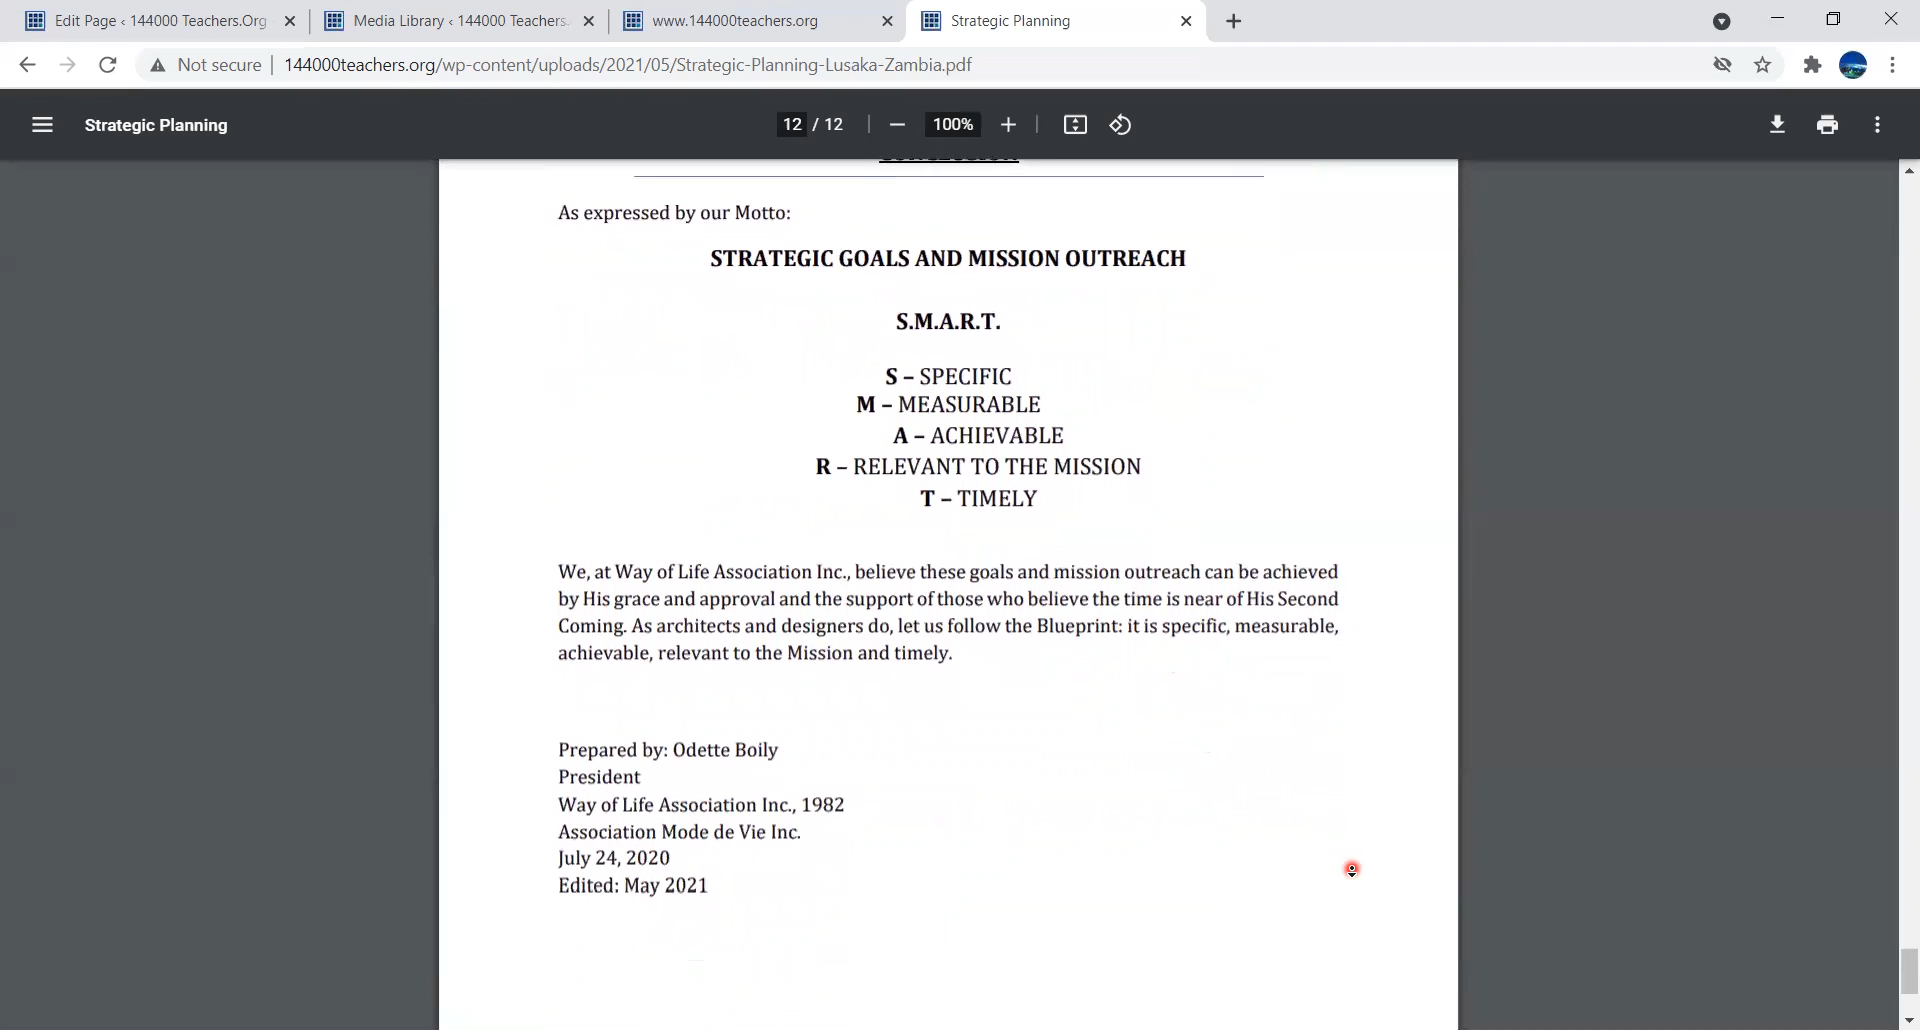 Edit Page ‹ 144000 Teachers.Org
Media Library ‹ 144000 Teachers.
www.144000teachers.org
Strategic Planning
Not secure
144000teachers.org/wp-content/uploads/2021/05/Strategic-Planning-Lusaka-Zambia.pdf
Strategic Planning
12 / 12
100%
As expressed by our Motto:
STRATEGIC GOALS AND MISSION OUTREACH
S.M.A.R.T.
S – SPECIFIC
M – MEASURABLE
A – ACHIEVABLE
R – RELEVANT TO THE MISSION
T – TIMELY
We, at Way of Life Association Inc., believe these goals and mission outreach can be achieved
by His grace and approval and the support of those who believe the time is near of His Second
Coming. As architects and designers do, let us follow the Blueprint: it is specific, measurable,
achievable, relevant to the Mission and timely.
Prepared by: Odette Boily
President
Way of Life Association Inc., 1982
Association Mode de Vie Inc.
July 24, 2020
Edited: May 2021